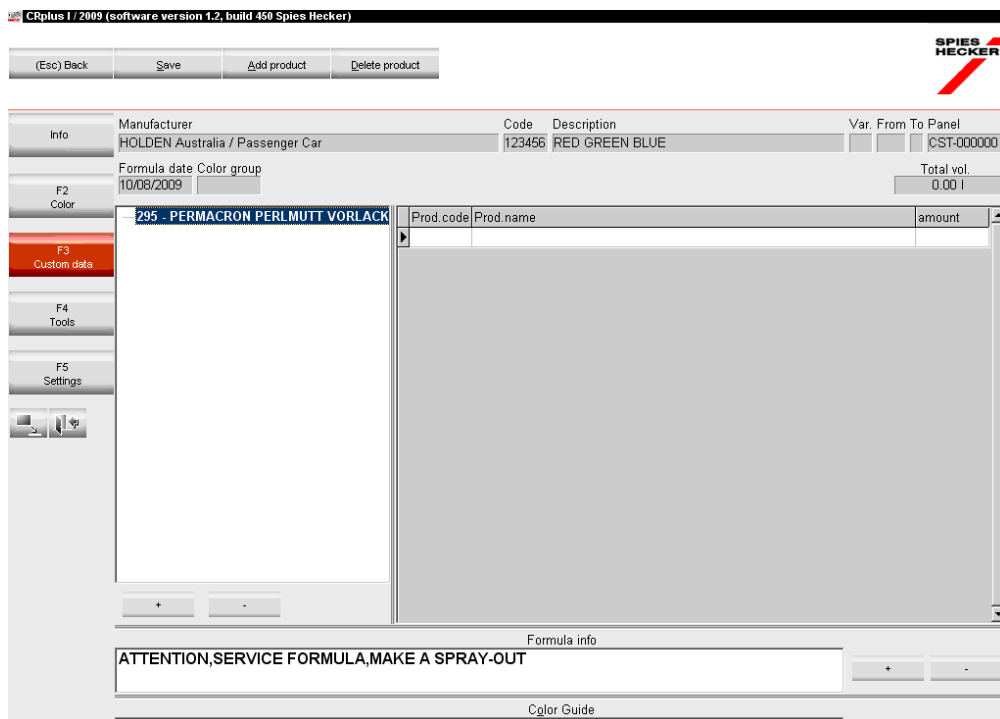 CRplus I / 2009 (software version 1.2, build 450 Spies Hecker)
(Esc) Back
Save
Add product
Delete product
SPIES
HECKER
Info
F2
Color
F3
Custom data
F4
Tools
F5
Settings
Manufacturer Code Description Var. From To Panel
HOLDEN Australia / Passenger Car 123456 RED GREEN BLUE CST-000000
Formula date Color group Total vol.
10/08/2009 0.00 l
295 - PERMACRON PERLMUTT VORLACK
Prod.code Prod.name amount
+ -
Formula info
ATTENTION,SERVICE FORMULA,MAKE A SPRAY-OUT
+ -
Color Guide